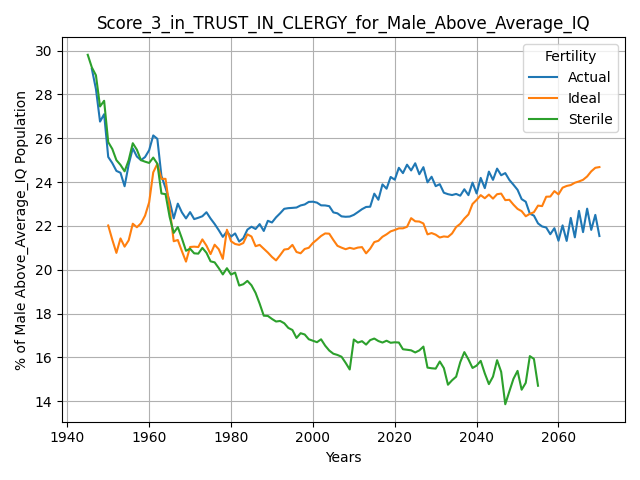 Score_3_in_TRUST_IN_CLERGY_for_Male_Above_Average_IQ
% of Male Above_Average_IQ Population
30
28
26
24
22
20
18
16
14
Fertility
Actual
Ideal
Sterile
1940 1960 1980 2000 2020 2040 2060
Years